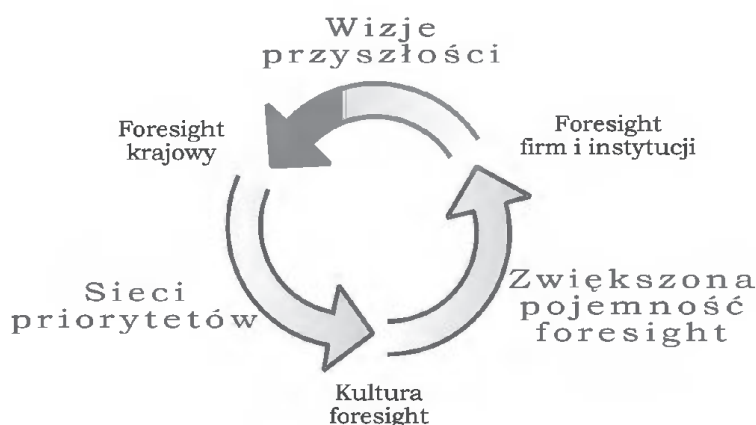 Wizje
przyszłości
Foresight
krajowy
Foresight
firm i instytucji
Sieci
priorytetów
Zwiększona
pojemność
foresight
Kultura
foresight